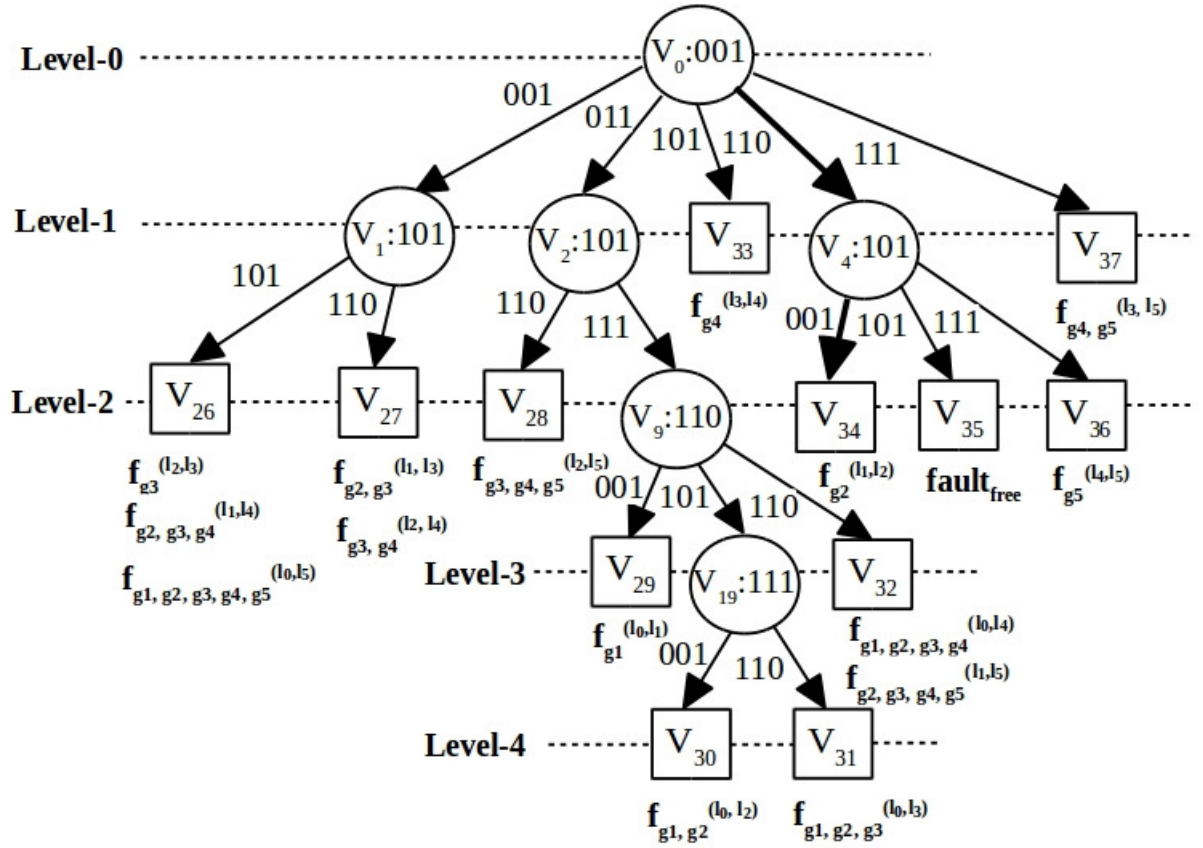 Level-0
V0:001
001
011
101
110
111
Level-1
V1:101
V2:101
V33
V4:101
V37
fg4(l3,l4)
fg4, g5(l3, l5)
101
110
110
111
001
101
111
Level-2
V26
V27
V28
V9:110
V34
V35
V36
fg3(l2,l3)
fg2, g3, g4(l1,l4)
fg1, g2, g3, g4, g5(l0,l5)
fg2, g3(l1, l3)
fg3, g4(l2, l4)
fg3, g4, g5(l2,l5)
fg2(l1,l2)
faultfree
fg5(l4,l5)
001
101
110
Level-3
V29
V19:111
V32
fg1(l0,l1)
fg1, g2, g3, g4(l0,l4)
fg2, g3, g4, g5(l1,l5)
001
110
Level-4
V30
V31
fg1, g2(l0, l2)
fg1, g2, g3(l0,l3)